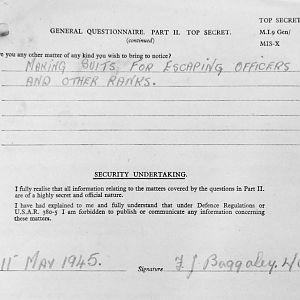 TOP SECRET
GENERAL QUESTIONNAIRE. PART II. TOP SECRET.
(continued)
M.I.9 Gen/
MIS-X
Have you any other matter of any kind you wish to bring to notice?
MAKING SUITS FOR ESCAPING OFFICERS
AND OTHER RANKS.
SECURITY UNDERTAKING.
I fully realise that all information relating to the matters covered by the questions in Part II.
are of a highly secret and official nature.
I have had explained to me and fully understand that under Defence Regulations or
U.S.A.R. 380-5 I am forbidden to publish or communicate any information concerning
these matters.
11 MAY 1945.
Signature F J Baggaley.